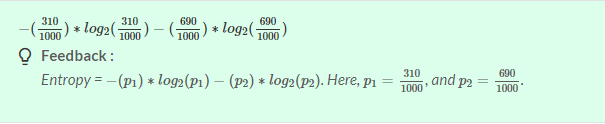 −(310/1000) * log₂(310/1000) − (690/1000) * log₂(690/1000)
Feedback :
Entropy = −(p₁) * log₂(p₁) − (p₂) * log₂(p₂). Here, p₁ = 310/1000, and p₂ = 690/1000.